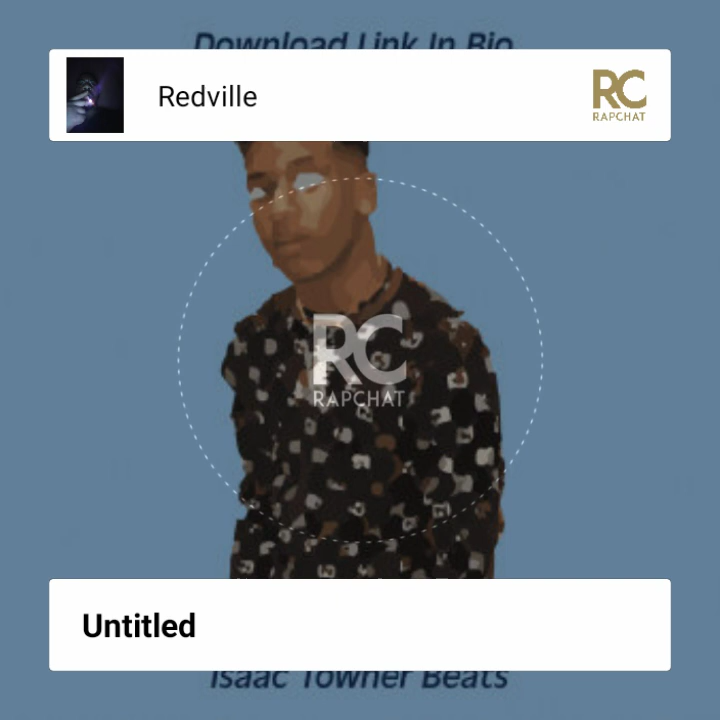 Download Link In Bio
Redville
RC
RAPCHAT
RC
RAPCHAT
Untitled
Isaac Towner Beats